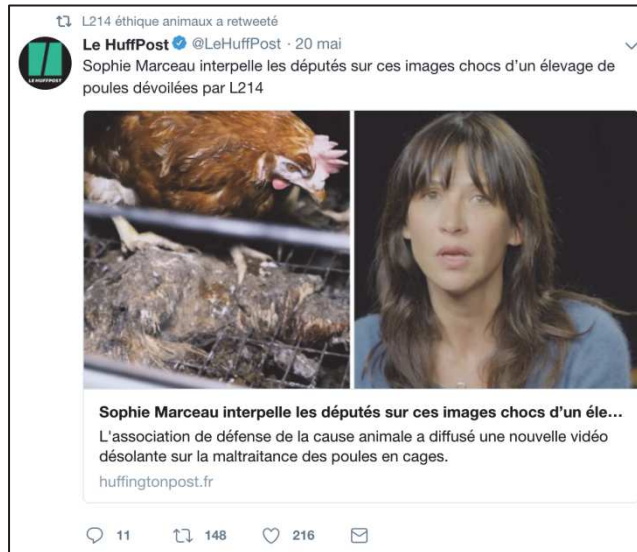 L214 éthique animaux a retweeté
Le HuffPost @LeHuffPost · 20 mai
LE HUFFPOST
Sophie Marceau interpelle les députés sur ces images chocs d'un élevage de
poules dévoilées par L214
Sophie Marceau interpelle les députés sur ces images chocs d'un éle...
L'association de défense de la cause animale a diffusé une nouvelle vidéo
désolante sur la maltraitance des poules en cages.
huffingtonpost.fr
11 148 216